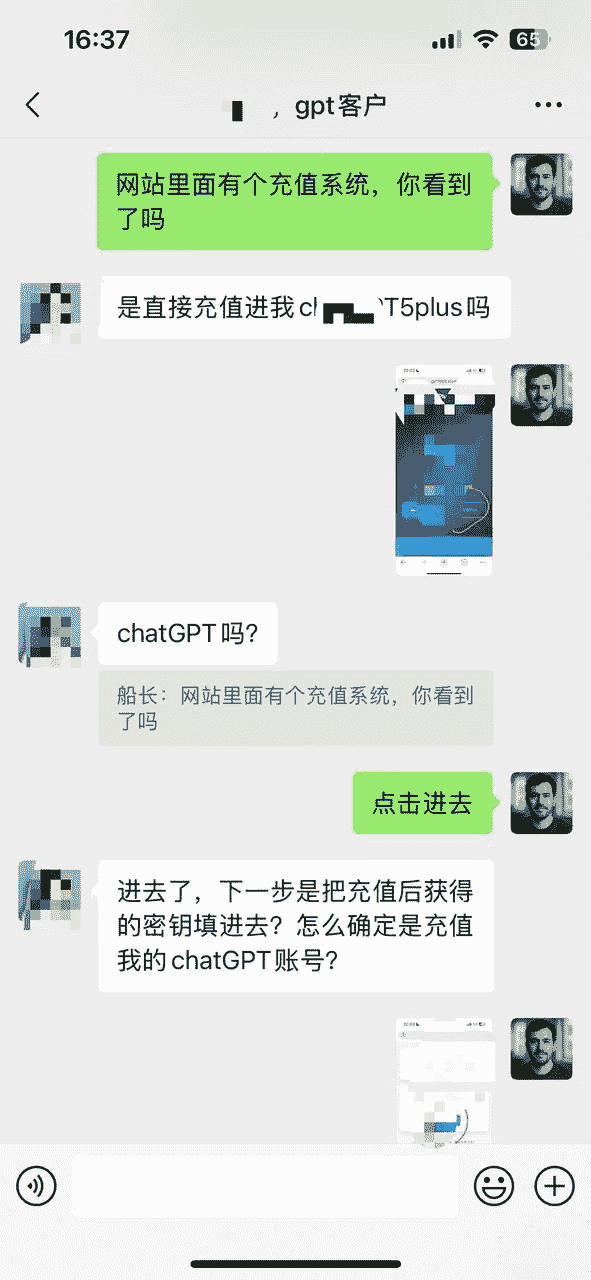 16:37
65
，gpt客户
网站里面有个充值系统，你看到
了吗
是直接充值进我
T5plus吗
chatGPT吗?
船长：网站里面有个充值系统，你看到
了吗
点击进去
进去了，下一步是把充值后获得
的密钥填进去？怎么确定是充值
我的chatGPT账号?